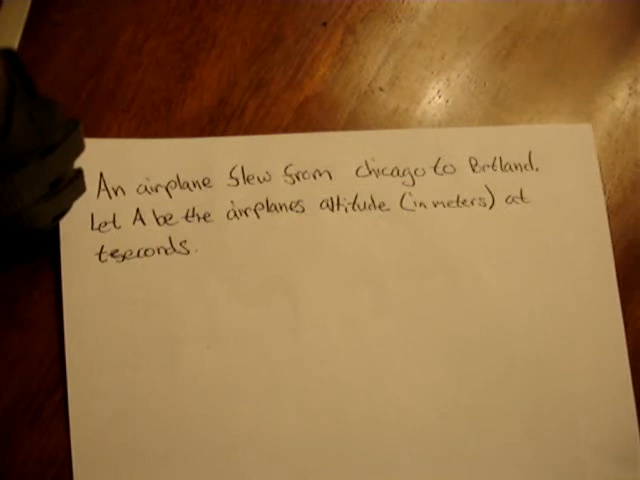 An airplane flew from chicago to Portland.
Let A be the airplanes altitude (in meters) at
t seconds.